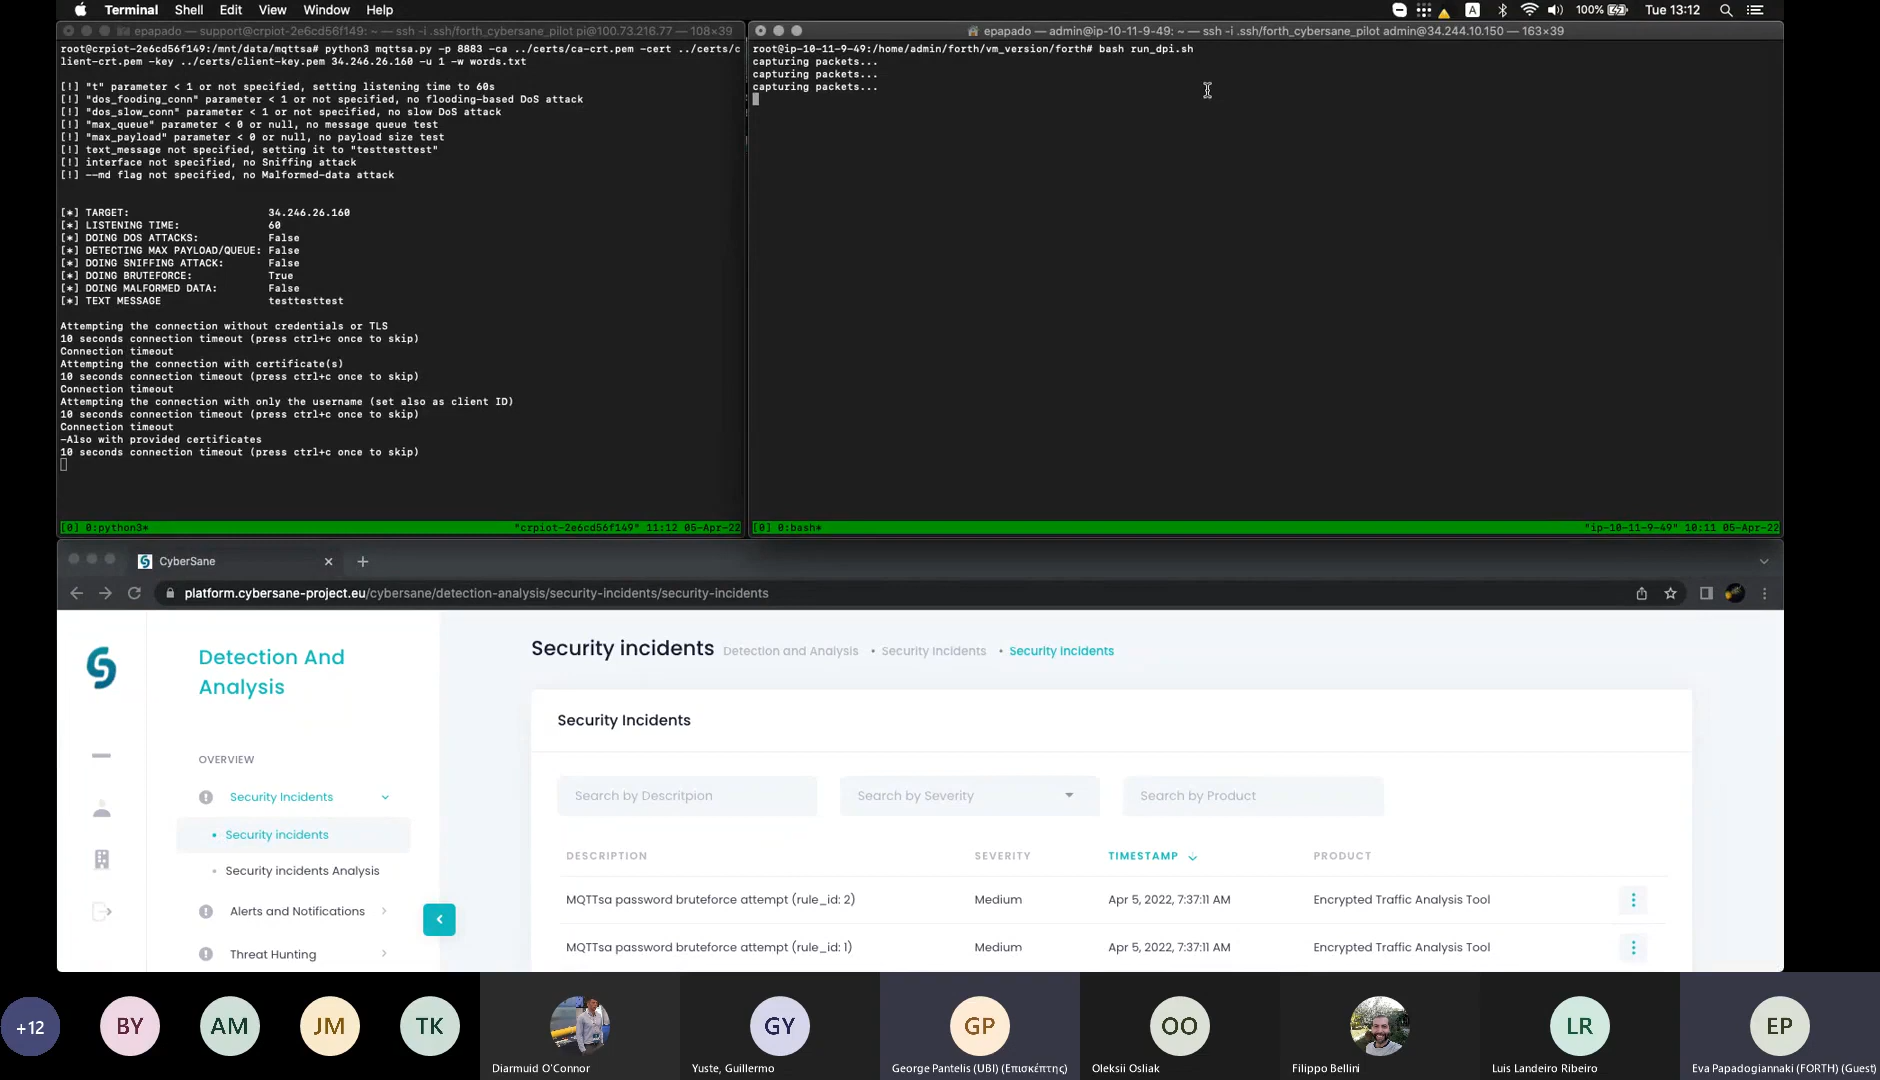 Terminal Shell Edit View Window Help
A 100% Tue 13:12
epapado — support@crpiot-2e6cd56f149: ~ — ssh -i .ssh/forth_cybersane_pilot pi@100.73.216.77 — 108×39
root@crpiot-2e6cd56f149:/mnt/data/mqttsa# python3 mqttsa.py -p 8883 -ca ../certs/ca-crt.pem -cert ../certs/c
lient-crt.pem -key ../certs/client-key.pem 34.246.26.160 -u 1 -w words.txt
[!] "t" parameter < 1 or not specified, setting listening time to 60s
[!] "dos_fooding_conn" parameter < 1 or not specified, no flooding-based DoS attack
[!] "dos_slow_conn" parameter < 1 or not specified, no slow DoS attack
[!] "max_queue" parameter < 0 or null, no message queue test
[!] "max_payload" parameter < 0 or null, no payload size test
[!] text_message not specified, setting it to "testtesttest"
[!] interface not specified, no Sniffing attack
[!] --md flag not specified, no Malformed-data attack
[*] TARGET: 34.246.26.160
[*] LISTENING TIME: 60
[*] DOING DOS ATTACKS: False
[*] DETECTING MAX PAYLOAD/QUEUE: False
[*] DOING SNIFFING ATTACK: False
[*] DOING BRUTEFORCE: True
[*] DOING MALFORMED DATA: False
[*] TEXT MESSAGE testtesttest
Attempting the connection without credentials or TLS
10 seconds connection timeout (press ctrl+c once to skip)
Connection timeout
Attempting the connection with certificate(s)
10 seconds connection timeout (press ctrl+c once to skip)
Connection timeout
Attempting the connection with only the username (set also as client ID)
10 seconds connection timeout (press ctrl+c once to skip)
Connection timeout
-Also with provided certificates
10 seconds connection timeout (press ctrl+c once to skip)
[0] 0:python3* "crpiot-2e6cd56f149" 11:12 05-Apr-22
epapado — admin@ip-10-11-9-49: ~ — ssh -i .ssh/forth_cybersane_pilot admin@34.244.10.150 — 163×39
root@ip-10-11-9-49:/home/admin/forth/vm_version/forth# bash run_dpi.sh
capturing packets...
capturing packets...
capturing packets...
[0] 0:bash* "ip-10-11-9-49" 10:11 05-Apr-22
CyberSane
platform.cybersane-project.eu/cybersane/detection-analysis/security-incidents/security-incidents
Detection And
Analysis
OVERVIEW
Security Incidents
Security incidents
Security incidents Analysis
Alerts and Notifications
Threat Hunting
Security incidents Detection and Analysis • Security Incidents • Security Incidents
Security Incidents
Search by Descritpion Search by Severity Search by Product
DESCRIPTION SEVERITY TIMESTAMP PRODUCT
MQTTsa password bruteforce attempt (rule_id: 2) Medium Apr 5, 2022, 7:37:11 AM Encrypted Traffic Analysis Tool
MQTTsa password bruteforce attempt (rule_id: 1) Medium Apr 5, 2022, 7:37:11 AM Encrypted Traffic Analysis Tool
+12 BY AM JM TK GY GP OO LR EP
Diarmuid O'Connor Yuste, Guillermo George Pantelis (UBI) (Επισκέπτης) Oleksii Osliak Filippo Bellini Luis Landeiro Ribeiro Eva Papadogiannaki (FORTH) (Guest)